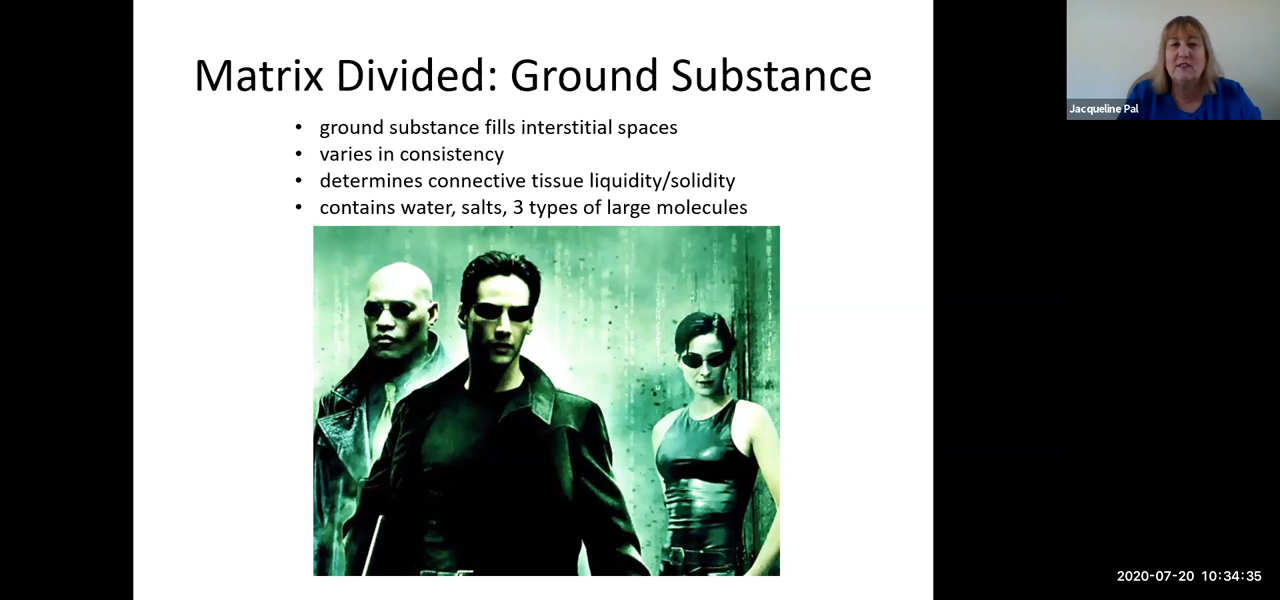 Matrix Divided: Ground Substance
• ground substance fills interstitial spaces
• varies in consistency
• determines connective tissue liquidity/solidity
• contains water, salts, 3 types of large molecules
Jacqueline Pal
2020-07-20 10:34:35